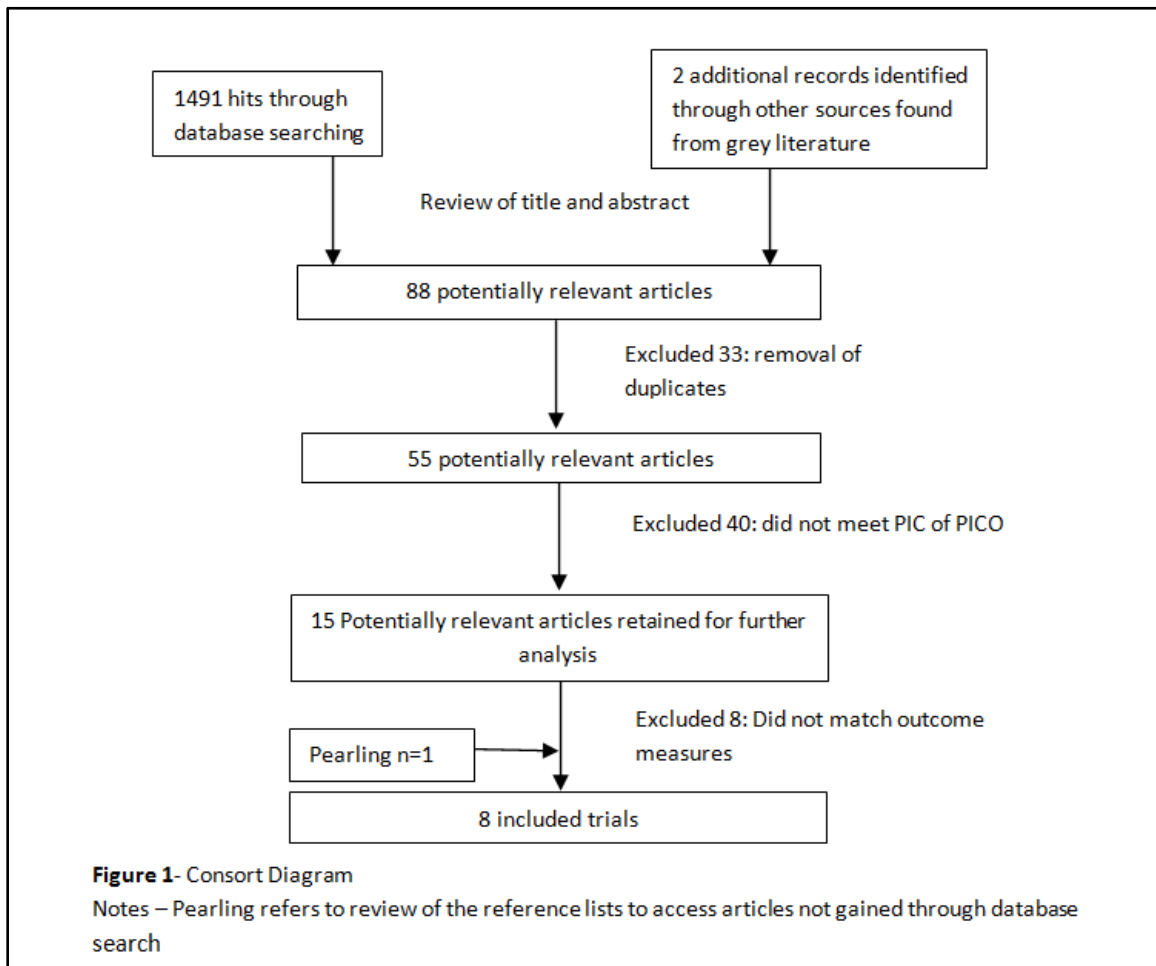 1491 hits through
database searching
2 additional records identified
through other sources found
from grey literature
Review of title and abstract
88 potentially relevant articles
Excluded 33: removal of
duplicates
55 potentially relevant articles
Excluded 40: did not meet PIC of PICO
15 Potentially relevant articles retained for further
analysis
Excluded 8: Did not match outcome
measures
Pearling n=1
8 included trials
Figure 1- Consort Diagram
Notes – Pearling refers to review of the reference lists to access articles not gained through database
search